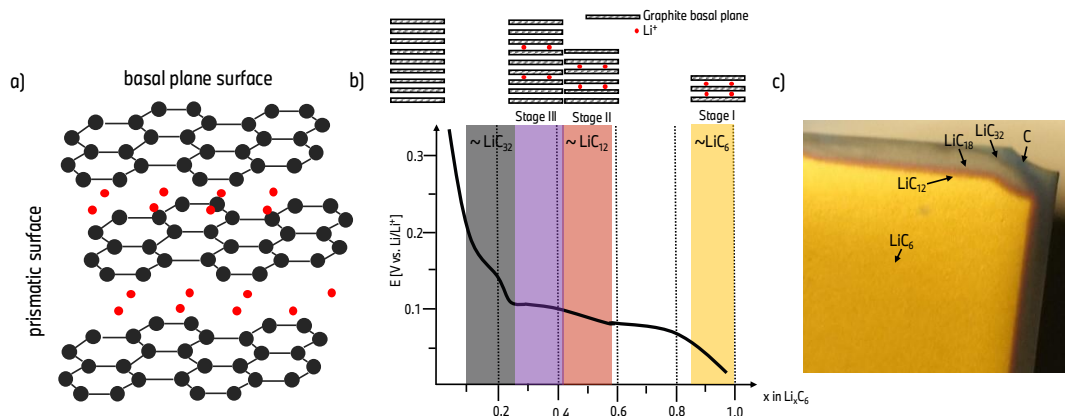 a)
basal plane surface
prismatic surface
b)
Graphite basal plane
Li⁺
Stage III
Stage II
Stage I
~ LiC₃₂
~ LiC₁₂
~LiC₆
E [V vs. Li/Li⁺]
0.3
0.2
0.1
0.2
0.4
0.6
0.8
1.0
x in LiₓC₆
c)
LiC₁₈
LiC₃₂
C
LiC₁₂
LiC₆